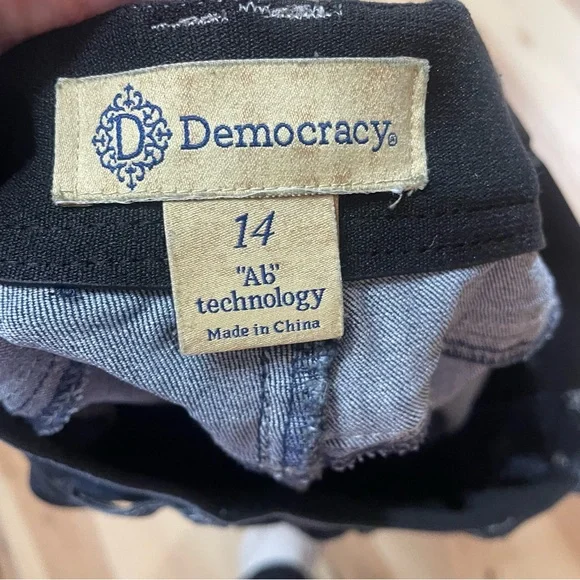 D Democracy®
14
"Ab"
technology
Made in China